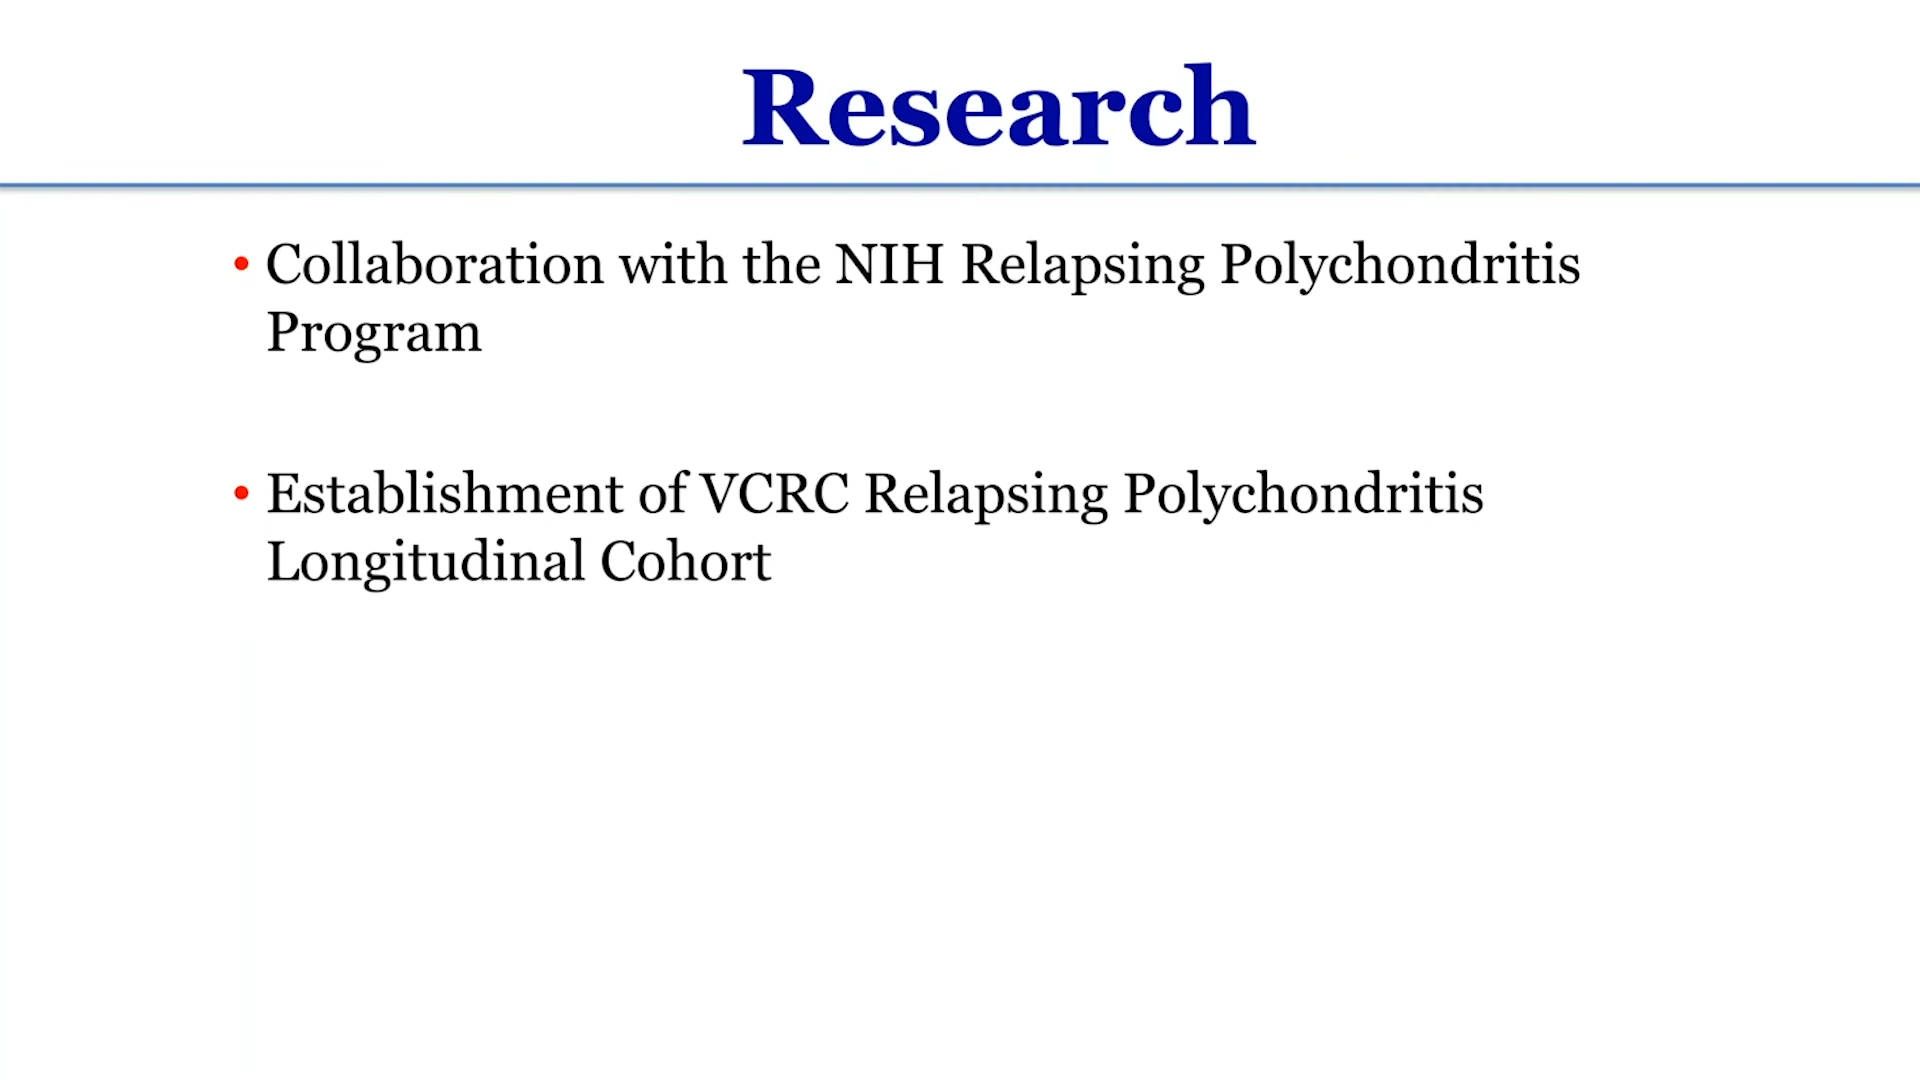 Research
• Collaboration with the NIH Relapsing Polychondritis
Program
• Establishment of VCRC Relapsing Polychondritis
Longitudinal Cohort